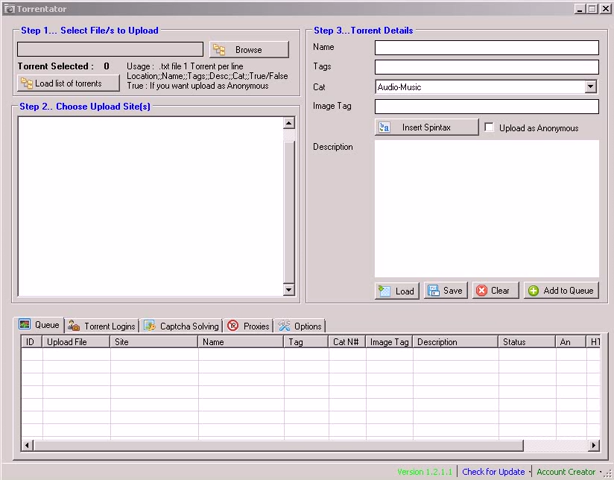 Torrentator
Step 1... Select File/s to Upload
Browse
Torrent Selected : 0
Usage : .txt file 1 Torrent per line
Load list of torrents
Location;;Name;;Tags;;Desc;;Cat;;True/False
True : If you want upload as Anonymous
Step 2.. Choose Upload Site(s)
Step 3...Torrent Details
Name
Tags
Cat
Audio-Music
Image Tag
Insert Spintax
Upload as Anonymous
Description
Load
Save
Clear
Add to Queue
Queue
Torrent Logins
Captcha Solving
Proxies
Options
ID Upload File Site Name Tag Cat N# Image Tag Description Status An HT
Version 1.2.1.1 Check for Update Account Creator